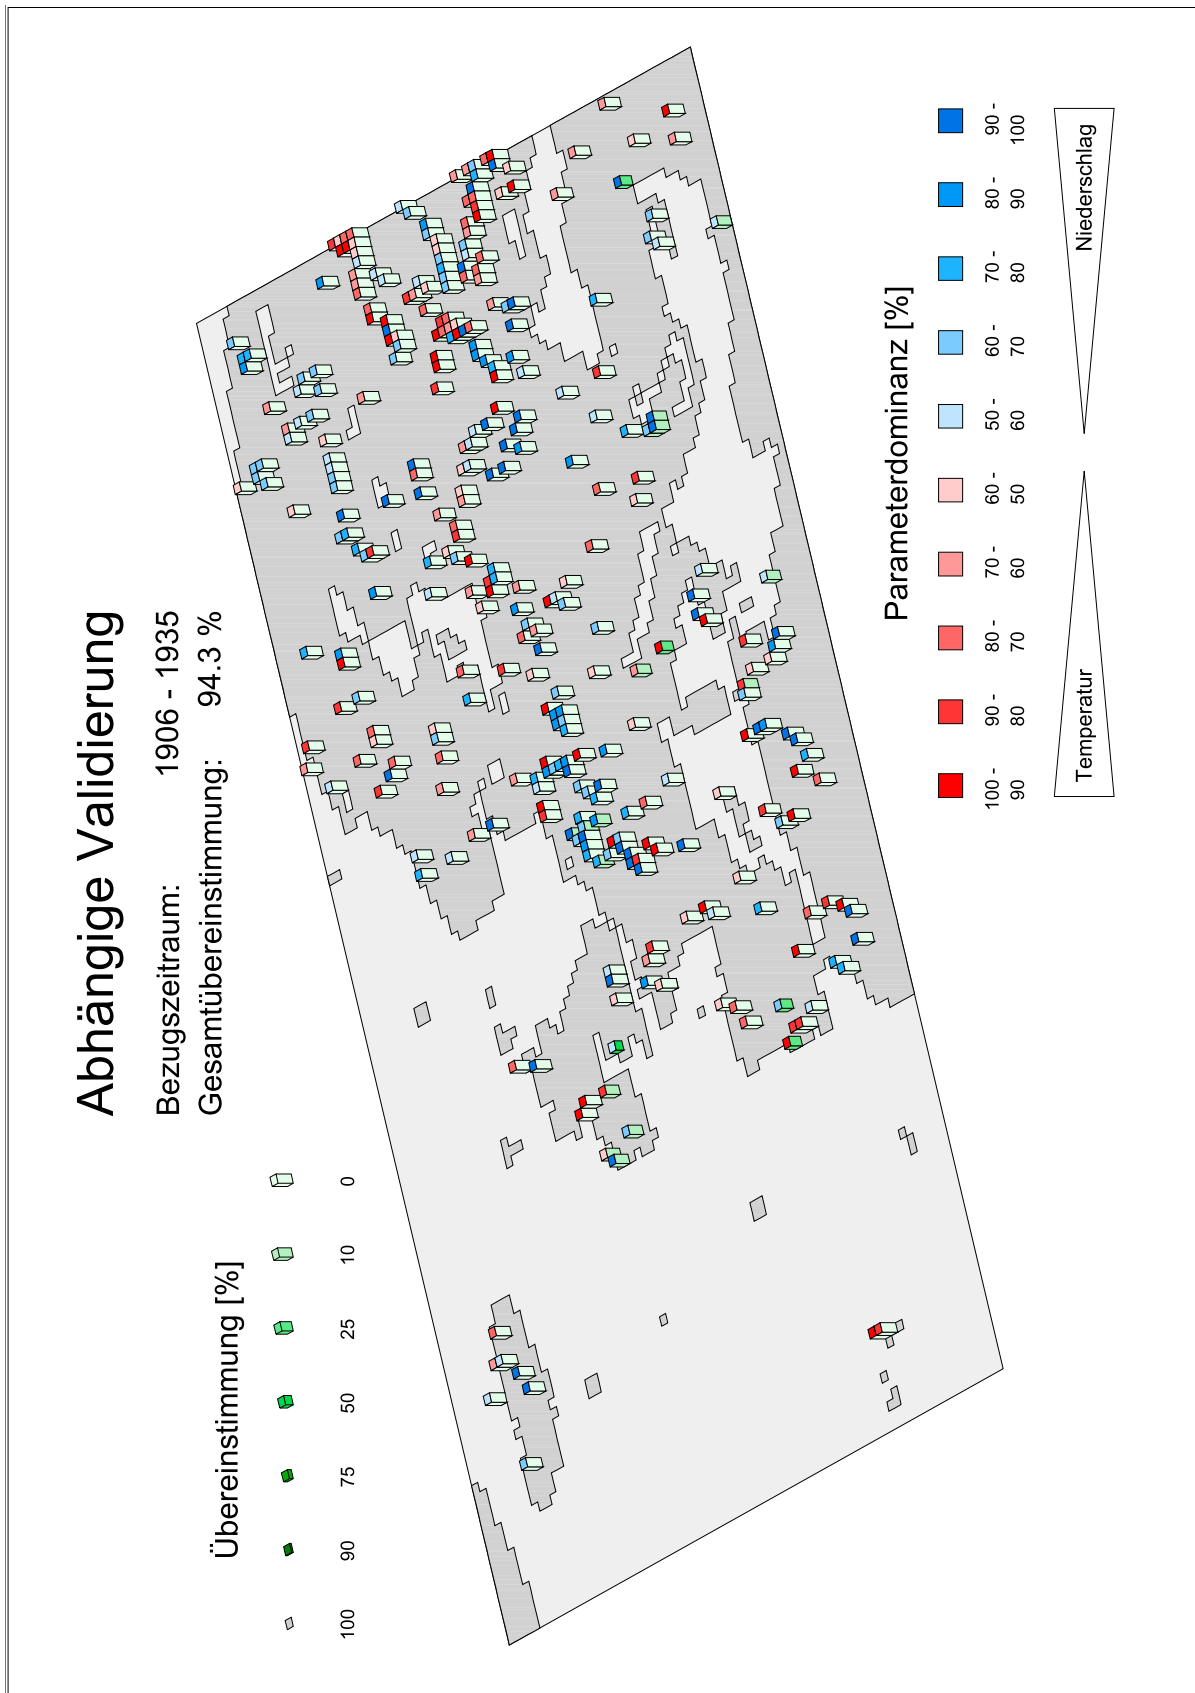 Abhängige Validierung
Bezugszeitraum: 1906 - 1935
Gesamtübereinstimmung: 94.3 %
Übereinstimmung [%]
100 90 75 50 25 10 0
Parameterdominanz [%]
100 - 90 90 - 80 80 - 70 70 - 60 60 - 50 50 - 60 60 - 70 70 - 80 80 - 90 90 - 100
Temperatur Niederschlag